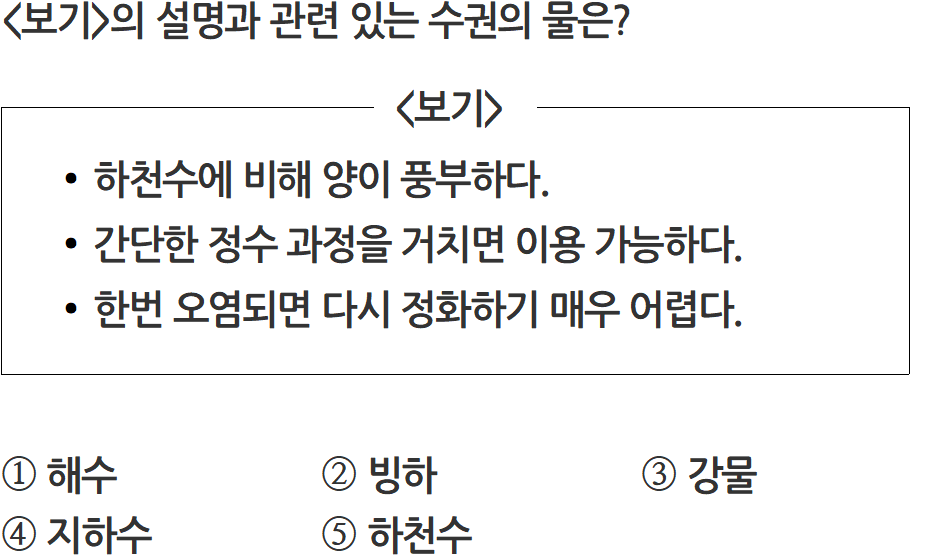 <보기>의 설명과 관련 있는 수권의 물은?
<보기>
• 하천수에 비해 양이 풍부하다.
• 간단한 정수 과정을 거치면 이용 가능하다.
• 한번 오염되면 다시 정화하기 매우 어렵다.
① 해수 ② 빙하 ③ 강물
④ 지하수 ⑤ 하천수